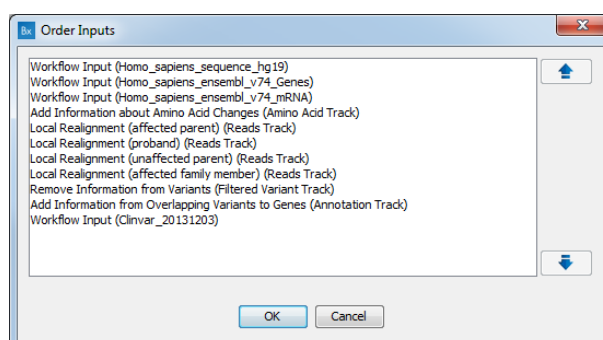 Bx Order Inputs
Workflow Input (Homo_sapiens_sequence_hg19)
Workflow Input (Homo_sapiens_ensembl_v74_Genes)
Workflow Input (Homo_sapiens_ensembl_v74_mRNA)
Add Information about Amino Acid Changes (Amino Acid Track)
Local Realignment (affected parent) (Reads Track)
Local Realignment (proband) (Reads Track)
Local Realignment (unaffected parent) (Reads Track)
Local Realignment (affected family member) (Reads Track)
Remove Information from Variants (Filtered Variant Track)
Add Information from Overlapping Variants to Genes (Annotation Track)
Workflow Input (Clinvar_20131203)
OK Cancel